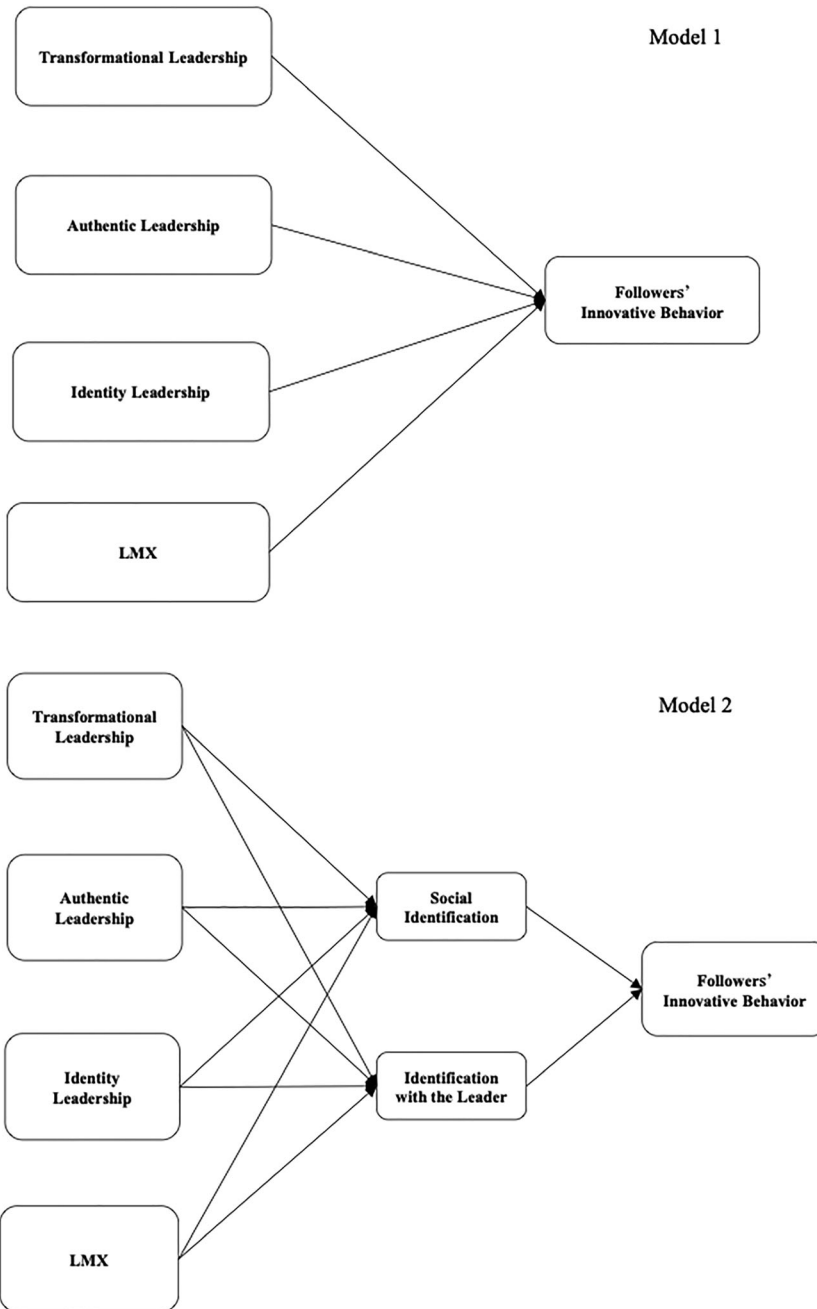 Model 1
Transformational Leadership
Authentic Leadership
Identity Leadership
LMX
Followers’
Innovative Behavior
Model 2
Transformational
Leadership
Authentic
Leadership
Identity
Leadership
LMX
Social
Identification
Identification
with the Leader
Followers’
Innovative Behavior